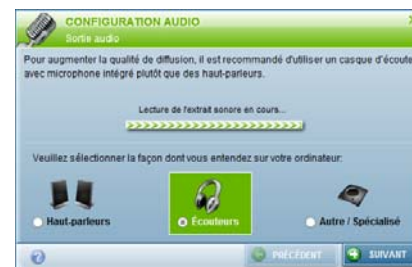 CONFIGURATION AUDIO
Sortie audio
Pour augmenter la qualité de diffusion, il est recommandé d'utiliser un casque d'écoute
avec microphone intégré plutôt que des haut-parleurs.
Lecture de l'extrait sonore en cours...
Veuillez sélectionner la façon dont vous entendez sur votre ordinateur:
Haut-parleurs
Écouteurs
Autre / Spécialisé
PRÉCÉDENT
SUIVANT